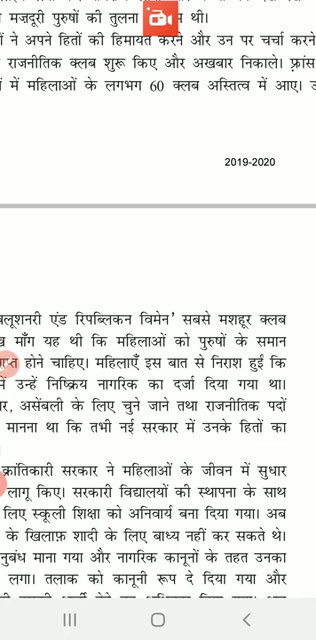 मज़दूरी पुरुषों की तुलना थी।
ने अपने हितों की हिमायत करने और उन पर चर्चा करने
राजनीतिक क्लब शुरू किए और अखबार निकाले। फ़्रांस
में महिलाओं के लगभग 60 क्लब अस्तित्व में आए।
2019-2020
एंड रिपब्लिकन विमेन' सबसे मशहूर क्लब
माँग यह थी कि महिलाओं को पुरुषों के समान
होने चाहिए। महिलाएँ इस बात से निराश हुईं कि
में उन्हें निष्क्रिय नागरिक का दर्जा दिया गया था।
असेंबली के लिए चुने जाने तथा राजनीतिक पदों
मानना था कि तभी नई सरकार में उनके हितों का
क्रांतिकारी सरकार ने महिलाओं के जीवन में सुधार
लागू किए। सरकारी विद्यालयों की स्थापना के साथ
लिए स्कूली शिक्षा को अनिवार्य बना दिया गया। अब
के खिलाफ़ शादी के लिए बाध्य नहीं कर सकते थे।
माना गया और नागरिक कानूनों के तहत उनका
लगा। तलाक को कानूनी रूप दे दिया गया और